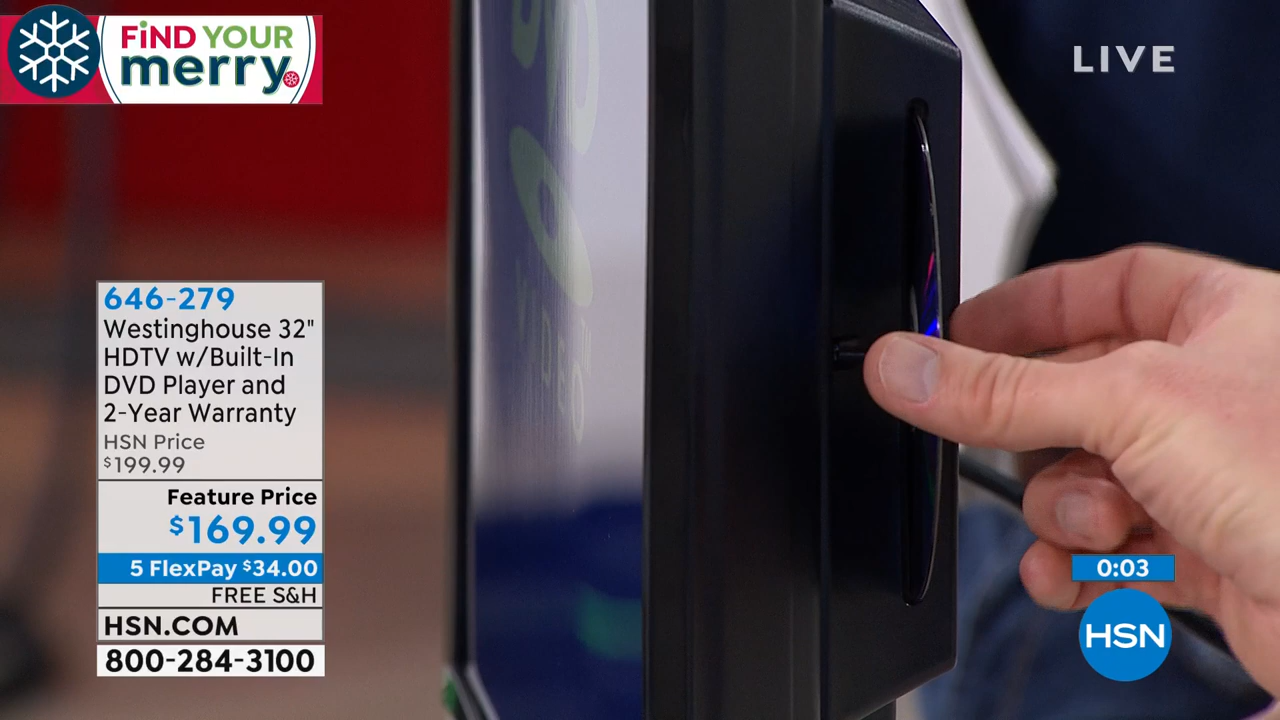 FiND YOUR
merry.
LIVE
646-279
Westinghouse 32"
HDTV w/Built-In
DVD Player and
2-Year Warranty
HSN Price
$199.99
Feature Price
$169.99
5 FlexPay $34.00
FREE S&H
HSN.COM
800-284-3100
0:03
HSN